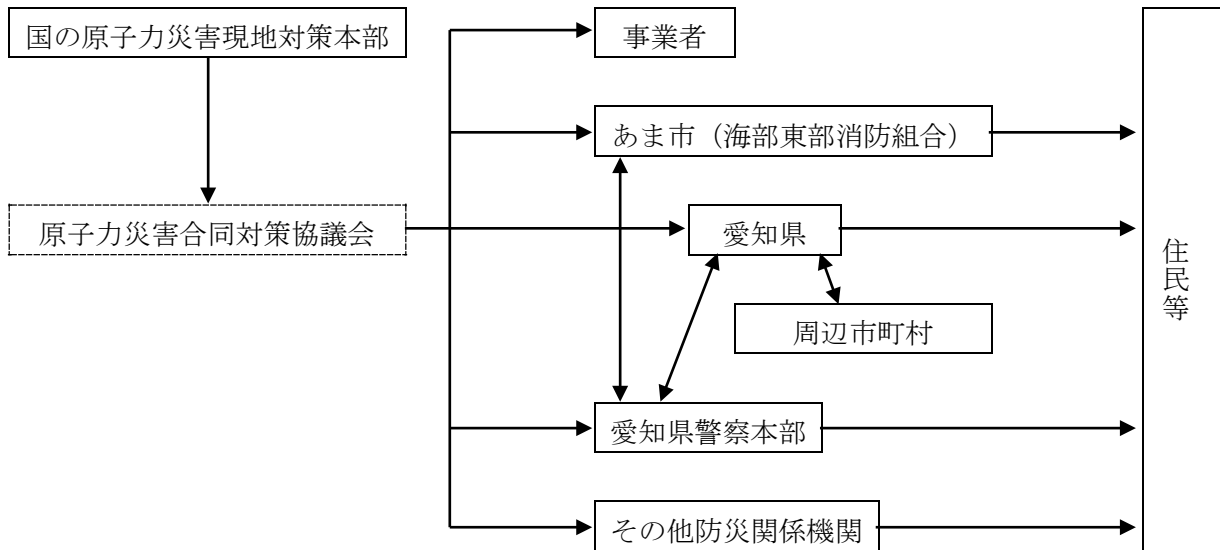 国の原子力災害現地対策本部
事業者
あま市（海部東部消防組合）
原子力災害合同対策協議会
愛知県
住民等
周辺市町村
愛知県警察本部
その他防災関係機関